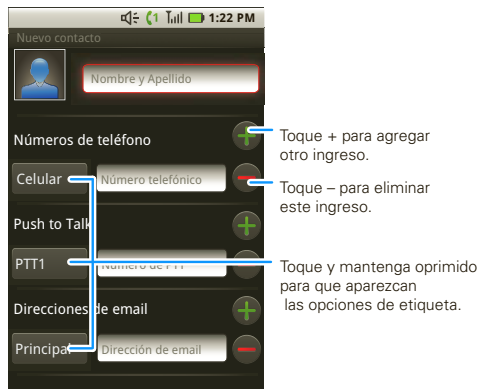 1:22 PM
Nuevo contacto
Nombre y Apellido
Números de teléfono
Toque + para agregar
otro ingreso.
Celular
Número telefónico
Toque – para eliminar
este ingreso.
Push to Talk
PTT1
Número de PTT
Toque y mantenga oprimido
para que aparezcan
las opciones de etiqueta.
Direcciones de email
Principal
Dirección de email